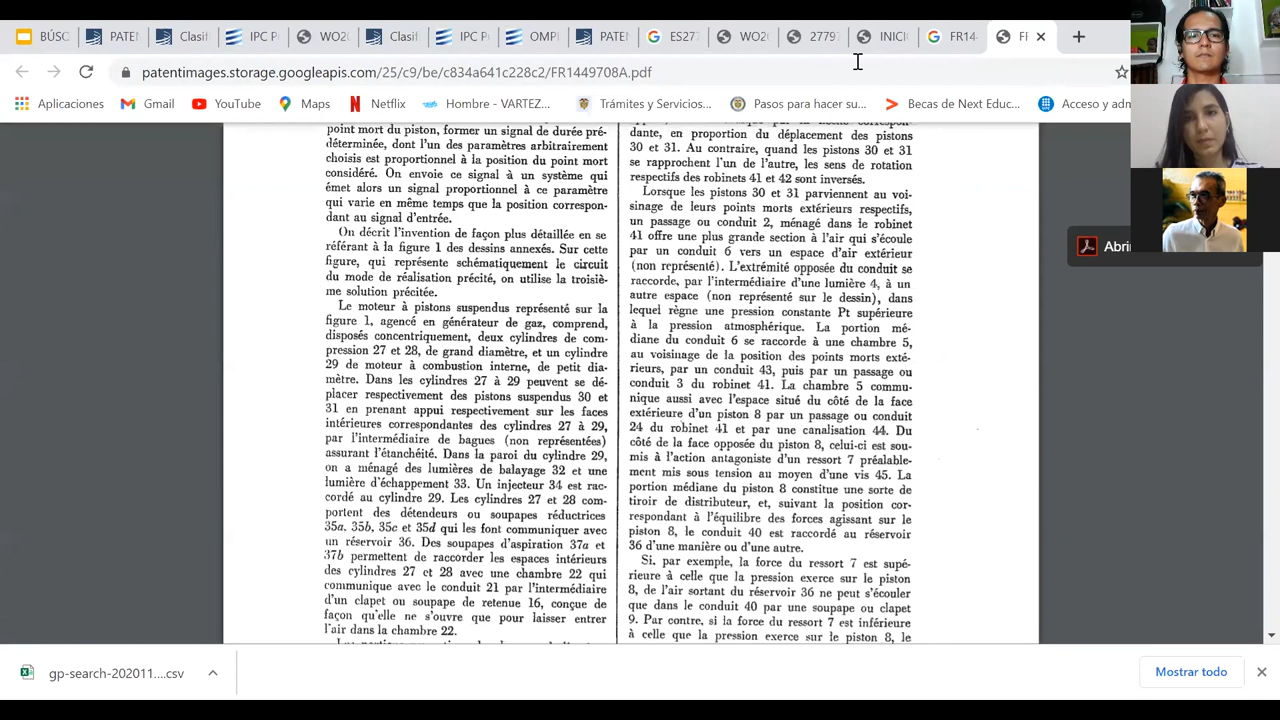 BÚSC
PATE
Clasif
IPC P
WO2
Clasif
IPC P
OMPI
PATE
ES277
WO20
2779
INICI
FR14
FF
patentimages.storage.googleapis.com/25/c9/be/c834a641c228c2/FR1449708A.pdf
Aplicaciones
Gmail
YouTube
Maps
Netflix
Hombre - VARTEZ...
Trámites y Servicios...
Pasos para hacer su...
Becas de Next Educ...
Acceso y adm
Abrir
point mort du piston, former un signal de durée pré-
déterminée, dont l'un des paramètres arbitrairement
choisis est proportionnel à la position du point mort
considéré. On envoie ce signal à un système qui
émet alors un signal proportionnel à ce paramètre
qui varie en même temps que la position correspon-
dant au signal d'entrée.
On décrit l'invention de façon plus détaillée en se
référant à la figure 1 des dessins annexés. Sur cette
figure, qui représente schématiquement le circuit
du mode de réalisation précité, on utilise la troisiè-
me solution précitée.
Le moteur à pistons suspendus représenté sur la
figure 1, agencé en générateur de gaz, comprend,
disposés concentriquement, deux cylindres de com-
pression 27 et 28, de grand diamètre, et un cylindre
29 de moteur à combustion interne, de petit dia-
mètre. Dans les cylindres 27 à 29 peuvent se dé-
placer respectivement des pistons suspendus 30 et
31 en prenant appui respectivement sur les faces
intérieures correspondantes des cylindres 27 à 29,
par l'intermédiaire de bagues (non représentées)
assurant l'étanchéité. Dans la paroi du cylindre 29,
on a ménagé des lumières de balayage 32 et une
lumière d'échappement 33. Un injecteur 34 est rac-
cordé au cylindre 29. Les cylindres 27 et 28 com-
portent des détendeurs ou soupapes réductrices
35a, 35b, 35c et 35d qui les font communiquer avec
un réservoir 36. Des soupapes d'aspiration 37a et
37b permettent de raccorder les espaces intérieurs
des cylindres 27 et 28 avec une chambre 22 qui
communique avec le conduit 21 par l'intermédiaire
d'un clapet ou soupape de retenue 16, conçue de
façon qu'elle ne s'ouvre que pour laisser entrer
l'air dans la chambre 22.
dante, en proportion du déplacement des pistons
30 et 31. Au contraire, quand les pistons 30 et 31
se rapprochent l'un de l'autre, les sens de rotation
respectifs des robinets 41 et 42 sont inversés.
Lorsque les pistons 30 et 31 parviennent au voi-
sinage de leurs points morts extérieurs respectifs,
un passage ou conduit 2, ménagé dans le robinet
41 offre une plus grande section à l'air qui s'écoule
par un conduit 6 vers un espace d'air extérieur
(non représenté). L'extrémité opposée du conduit se
raccorde, par l'intermédiaire d'une lumière 4, à un
autre espace (non représenté sur le dessin), dans
lequel règne une pression constante Pt supérieure
à la pression atmosphérique. La portion mé-
diane du conduit 6 se raccorde à une chambre 5,
au voisinage de la position des points morts exté-
rieurs, par un conduit 43, puis par un passage ou
conduit 3 du robinet 41. La chambre 5 commu-
nique aussi avec l'espace situé du côté de la face
extérieure d'un piston 8 par un passage ou conduit
24 du robinet 41 et par une canalisation 44. Du
côté de la face opposée du piston 8, celui-ci est sou-
mis à l'action antagoniste d'un ressort 7 préalable-
ment mis sous tension au moyen d'une vis 45. La
portion médiane du piston 8 constitue une sorte de
tiroir de distributeur, et, suivant la position cor-
respondant à l'équilibre des forces agissant sur le
piston 8, le conduit 40 est raccordé au réservoir
36 d'une manière ou d'une autre.
Si, par exemple, la force du ressort 7 est supé-
rieure à celle que la pression exerce sur le piston
8, de l'air sortant du réservoir 36 ne peut s'écouler
que dans le conduit 40 par une soupape ou clapet
9. Par contre, si la force du ressort 7 est inférieure
à celle que la pression exerce sur le piston 8, le
gp-search-202011....csv
Mostrar todo